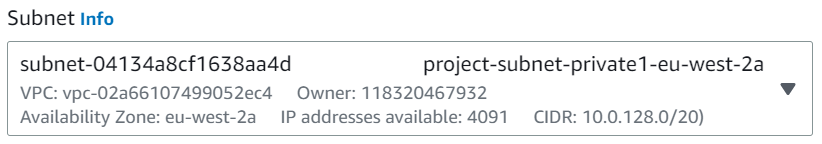 Subnet Info
subnet-04134a8cf1638aa4d project-subnet-private1-eu-west-2a
VPC: vpc-02a66107499052ec4 Owner: 118320467932
Availability Zone: eu-west-2a IP addresses available: 4091 CIDR: 10.0.128.0/20)